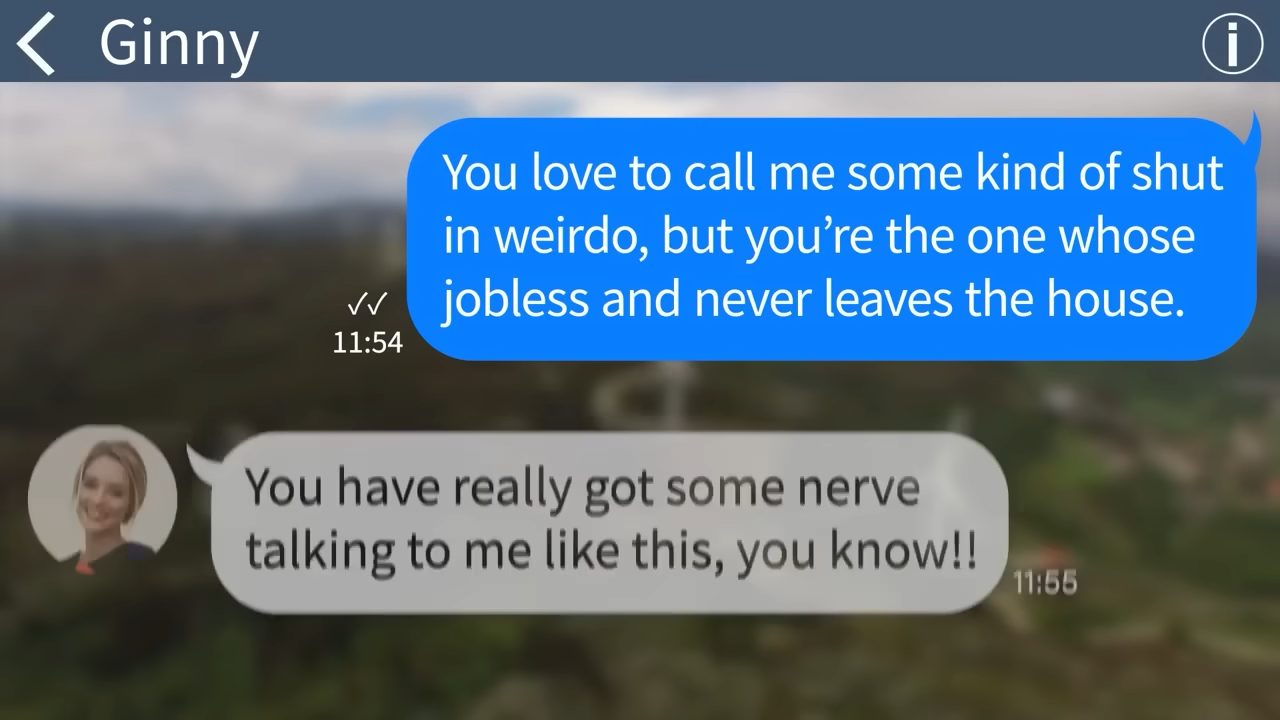 Ginny
You love to call me some kind of shut
in weirdo, but you’re the one whose
jobless and never leaves the house.
11:54
You have really got some nerve
talking to me like this, you know!!
11:55